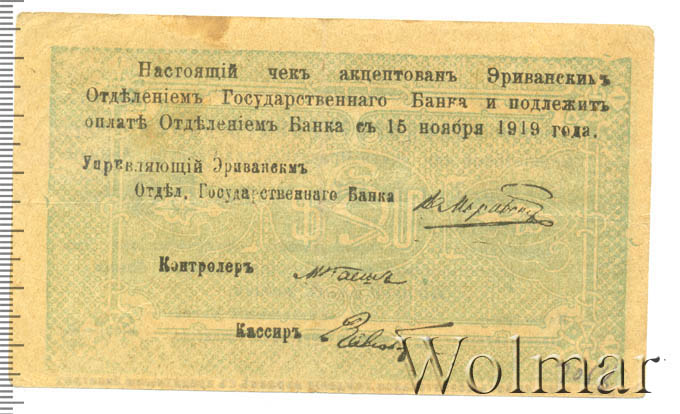 Настоящій чекъ акцептованъ Эриванскимъ
Отдѣленіемъ Государственнаго Банка и подлежитъ
оплатѣ Отдѣленіемъ Банка съ 15 ноября 1919 года.
Управляющій Эриванскмъ
Отдѣл. Государственнаго Банка
Контролеръ
Кассиръ
Wolmar